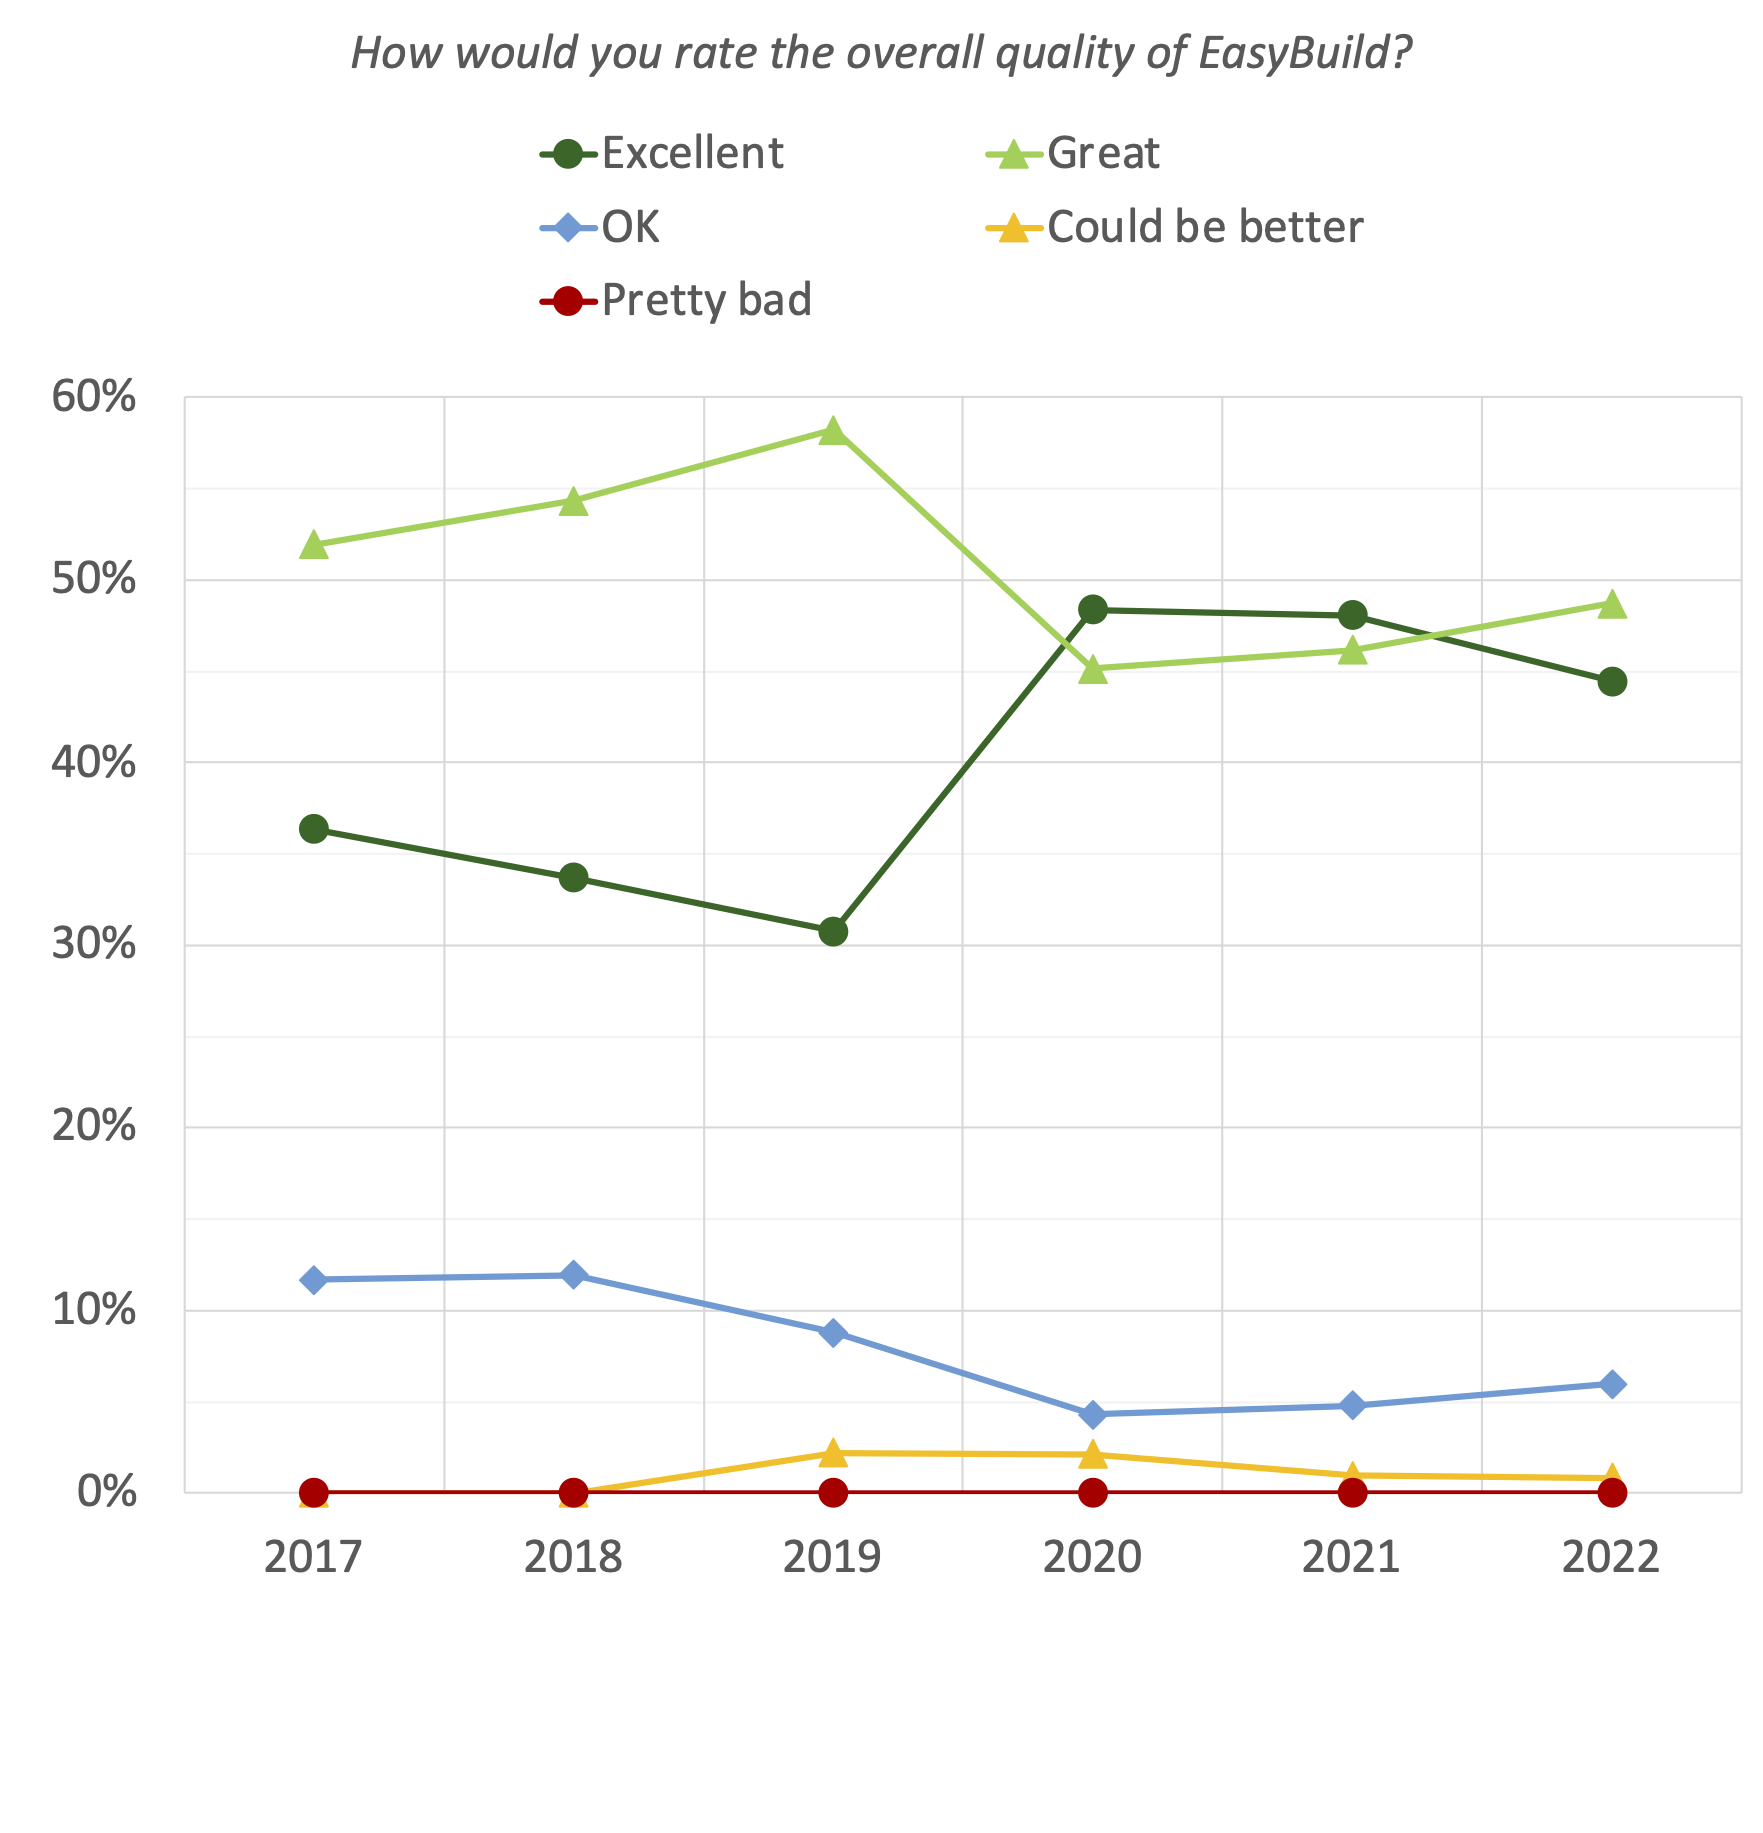 How would you rate the overall quality of EasyBuild?
Excellent Great
OK Could be better
Pretty bad
60%
50%
40%
30%
20%
10%
0%
2017 2018 2019 2020 2021 2022